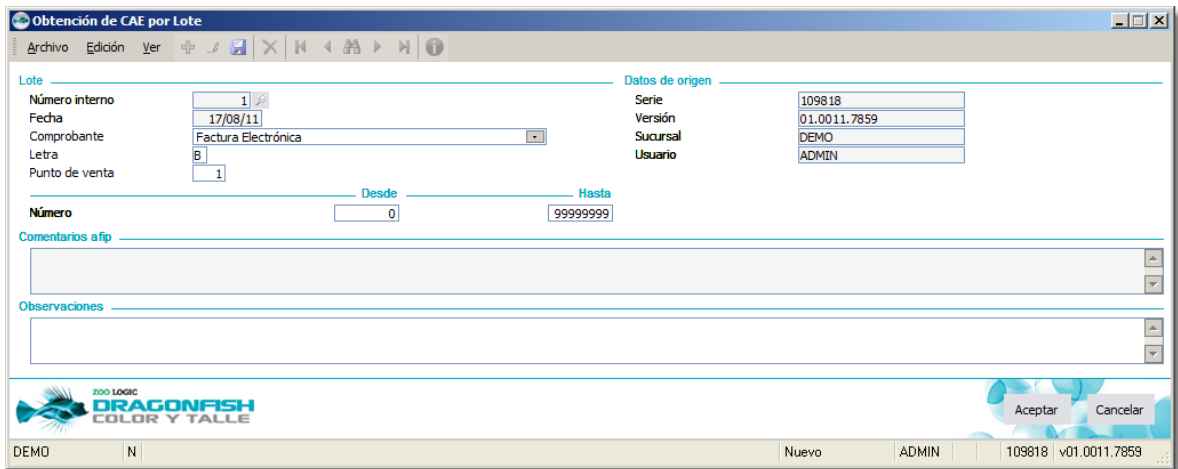 Obtención de CAE por Lote
Archivo Edición Ver
Lote
Número interno 1
Fecha 17/08/11
Comprobante Factura Electrónica
Letra B
Punto de venta 1
Datos de origen
Serie 109818
Versión 01.0011.7859
Sucursal DEMO
Usuario ADMIN
Desde Hasta
Número 0 99999999
Comentarios afip
Observaciones
ZOO LOGIC
DRAGONFISH
COLOR Y TALLE
Aceptar Cancelar
DEMO N Nuevo ADMIN 109818 v01.0011.7859